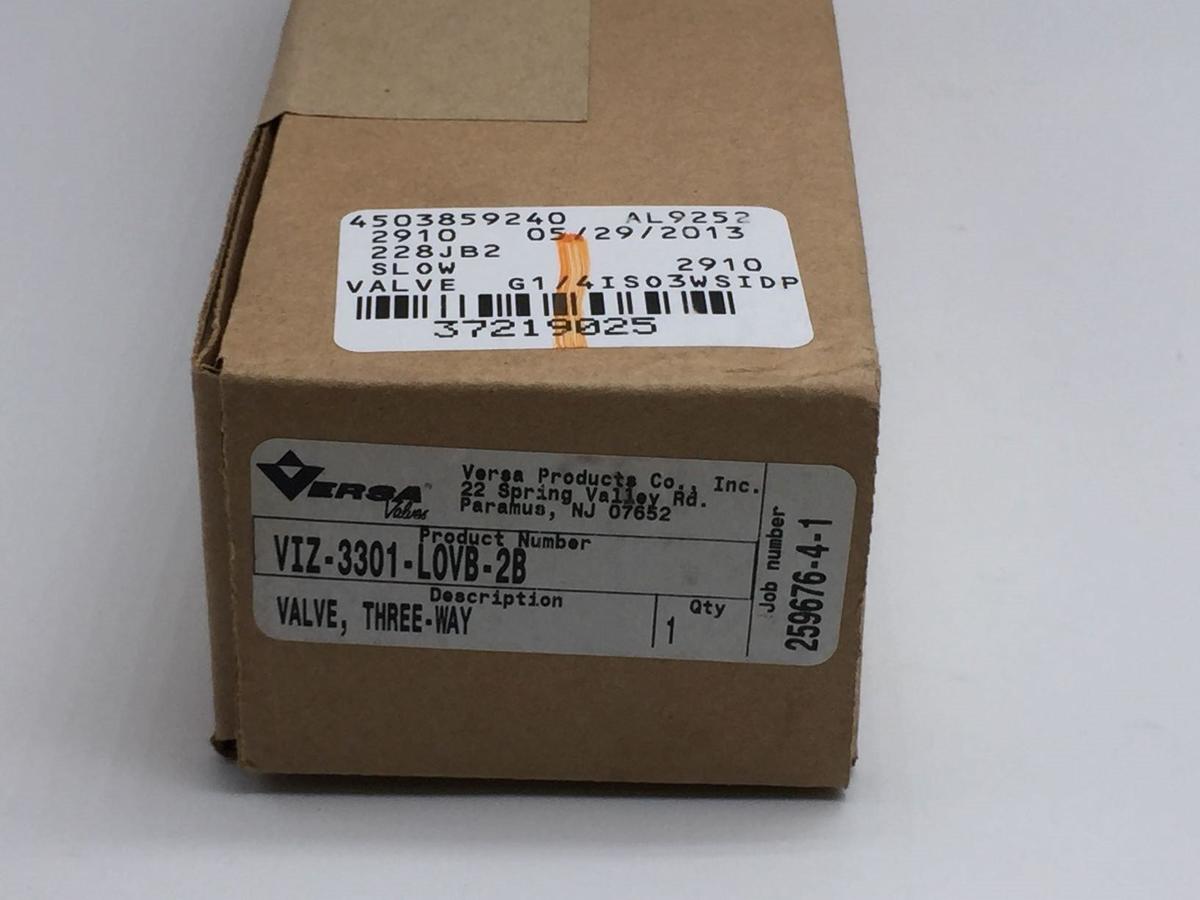 4503859240 AL9252
2910 05/29/2013
228JB2
SLOW 2910
VALVE G1/4ISO3WSIDP
37219025
VERSA®
Valves
Versa Products Co., Inc.
22 Spring Valley Rd.
Paramus, NJ 07652
Product Number
VIZ-3301-LOVB-2B
Description
VALVE, THREE-WAY
Qty
1
Job number
259676-4-1